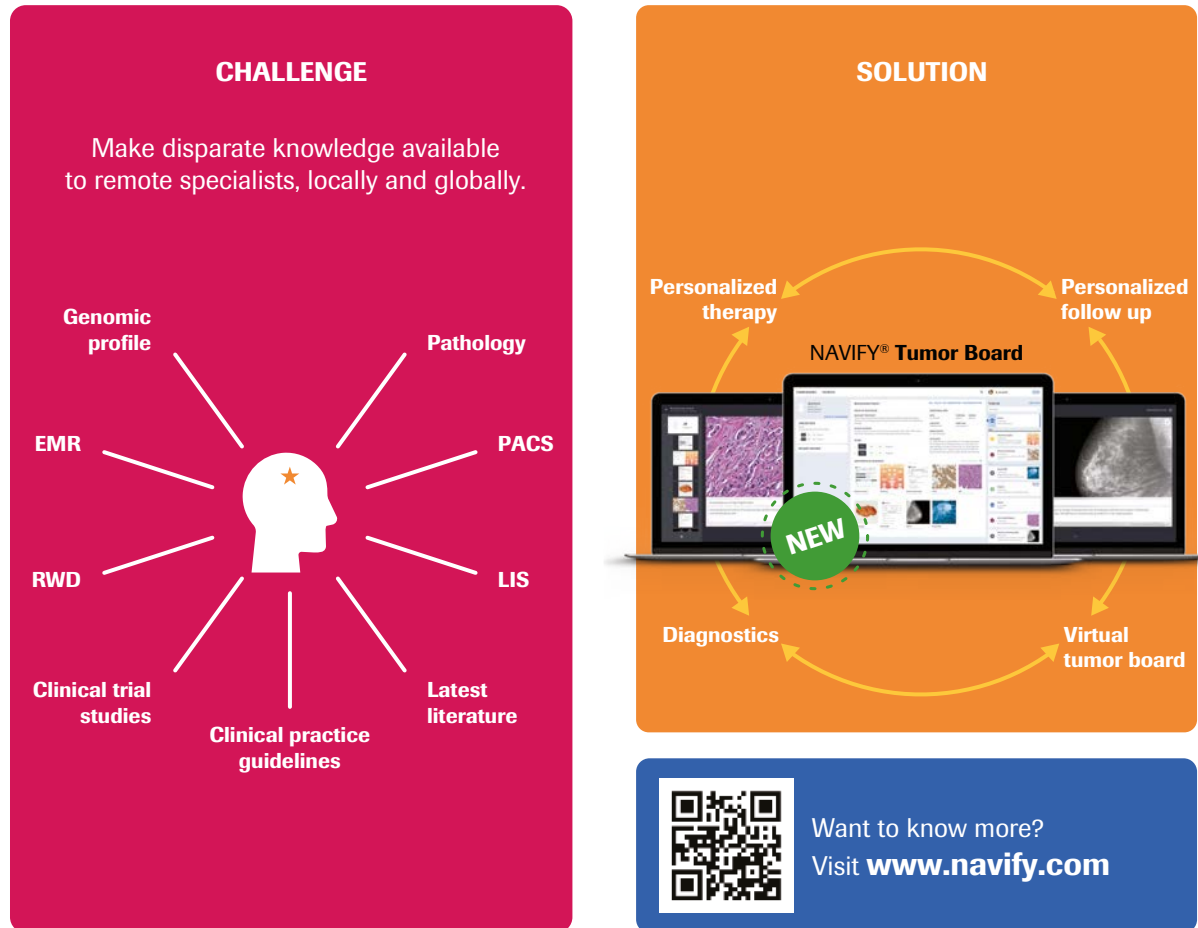 CHALLENGE
Make disparate knowledge available
to remote specialists, locally and globally.
Genomic
profile
Pathology
EMR
PACS
RWD
LIS
Clinical trial
studies
Latest
literature
Clinical practice
guidelines
SOLUTION
Personalized
therapy
Personalized
follow up
NAVIFY® Tumor Board
NEW
Diagnostics
Virtual
tumor board
Want to know more?
Visit www.navify.com